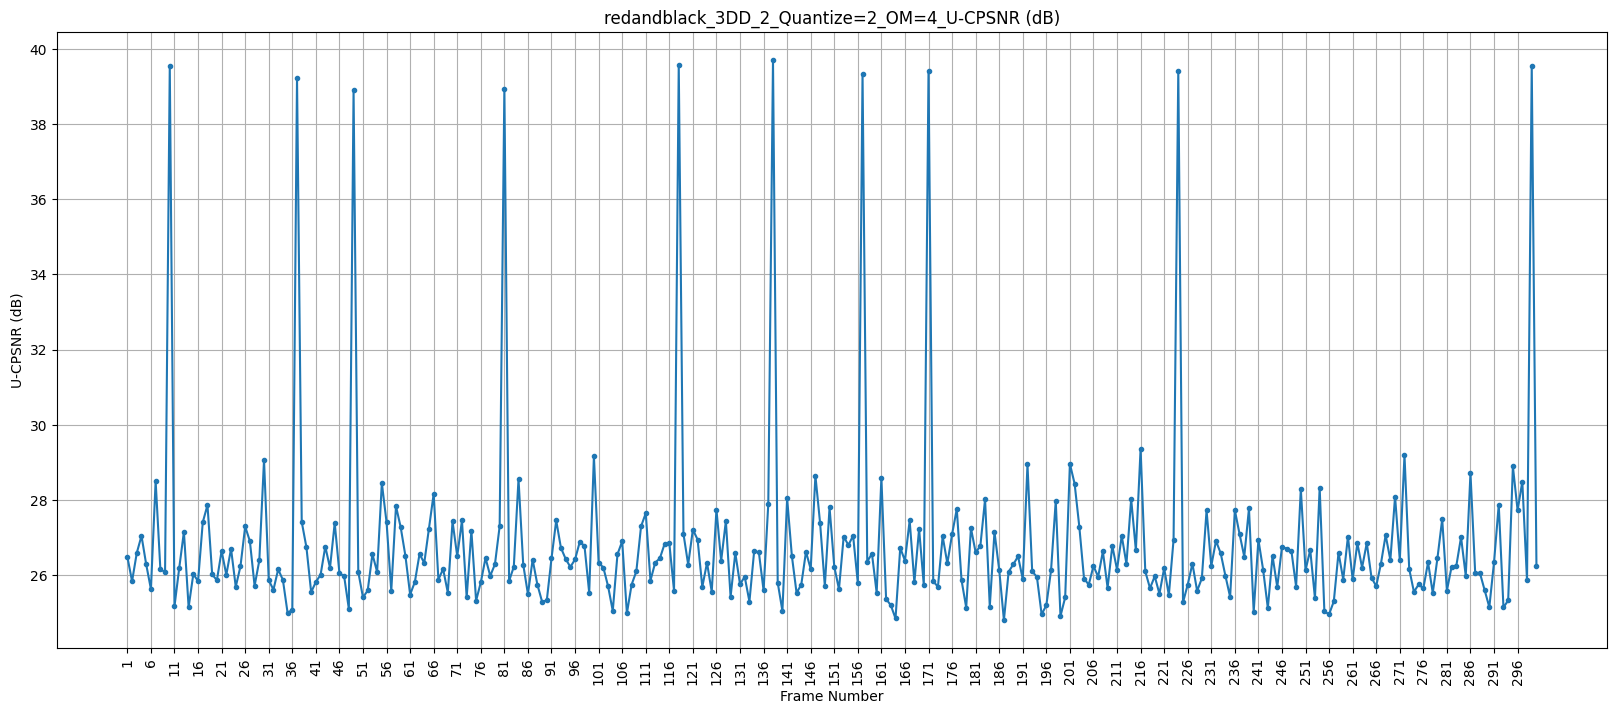 redandblack_3DD_2_Quantize=2_OM=4_U-CPSNR (dB)
40
38
36
34
32
30
28
26
U-CPSNR (dB)
1 6 11 16 21 26 31 36 41 46 51 56 61 66 71 76 81 86 91 96 101 106 111 116 121 126 131 136 141 146 151 156 161 166 171 176 181 186 191 196 201 206 211 216 221 226 231 236 241 246 251 256 261 266 271 276 281 286 291 296
Frame Number